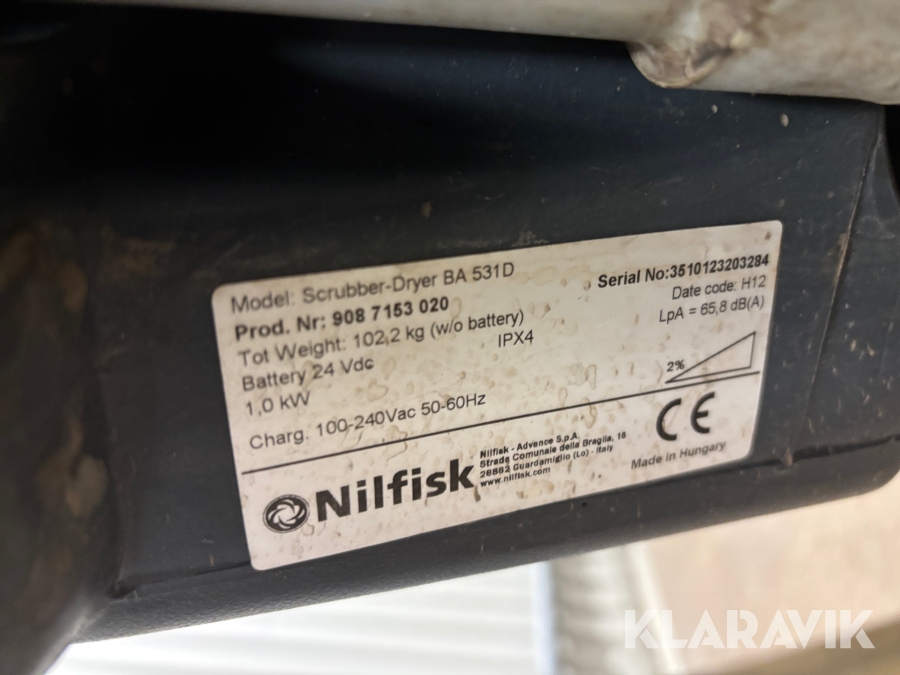 Model: Scrubber-Dryer BA 531D
Prod. Nr: 908 7153 020
Tot Weight: 102,2 kg (w/o battery)
Battery 24 Vdc
IPX4
1,0 kW
Charg. 100-240Vac 50-60Hz
Serial No:3510123203284
Date code: H12
LpA = 65,8 dB(A)
2%
Nilfisk
Nilfisk - Advance S.p.A.
Strada Comunale della Braglia, 18
26862 Guardamiglio (Lo) - Italy
www.nilfisk.com
CE
Made in Hungary
KLARAVIK